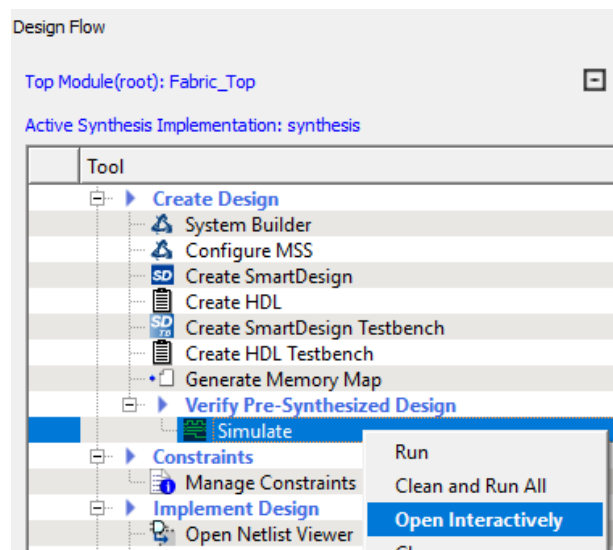 Design Flow
Top Module(root): Fabric_Top
Active Synthesis Implementation: synthesis
Tool
Create Design
System Builder
Configure MSS
SD Create SmartDesign
Create HDL
SD TB Create SmartDesign Testbench
Create HDL Testbench
Generate Memory Map
Verify Pre-Synthesized Design
Simulate
Run
Constraints
Manage Constraints
Clean and Run All
Implement Design
Open Interactively
Open Netlist Viewer